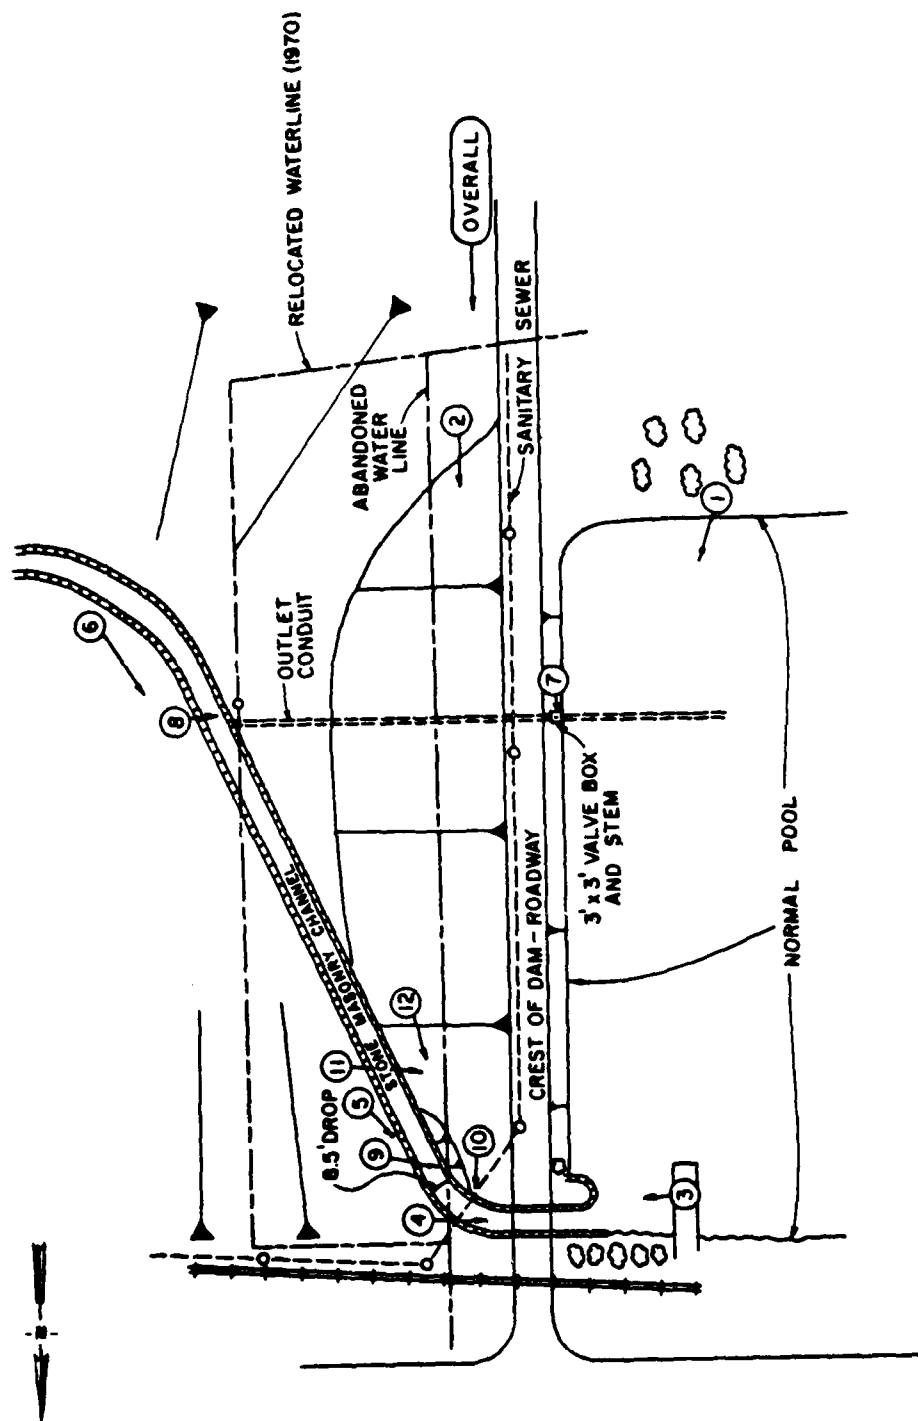 RELOCATED WATERLINE (1970)
OVERALL
ABANDONED
WATER
LINE
2
SANITARY SEWER
1
6
OUTLET
CONDUIT
8
7
3' x 3' VALVE BOX
AND STEM
STONE MASONRY CHANNEL
CREST OF DAM - ROADWAY
NORMAL POOL
12
11
5
8.5' DROP
9
10
4
3
N